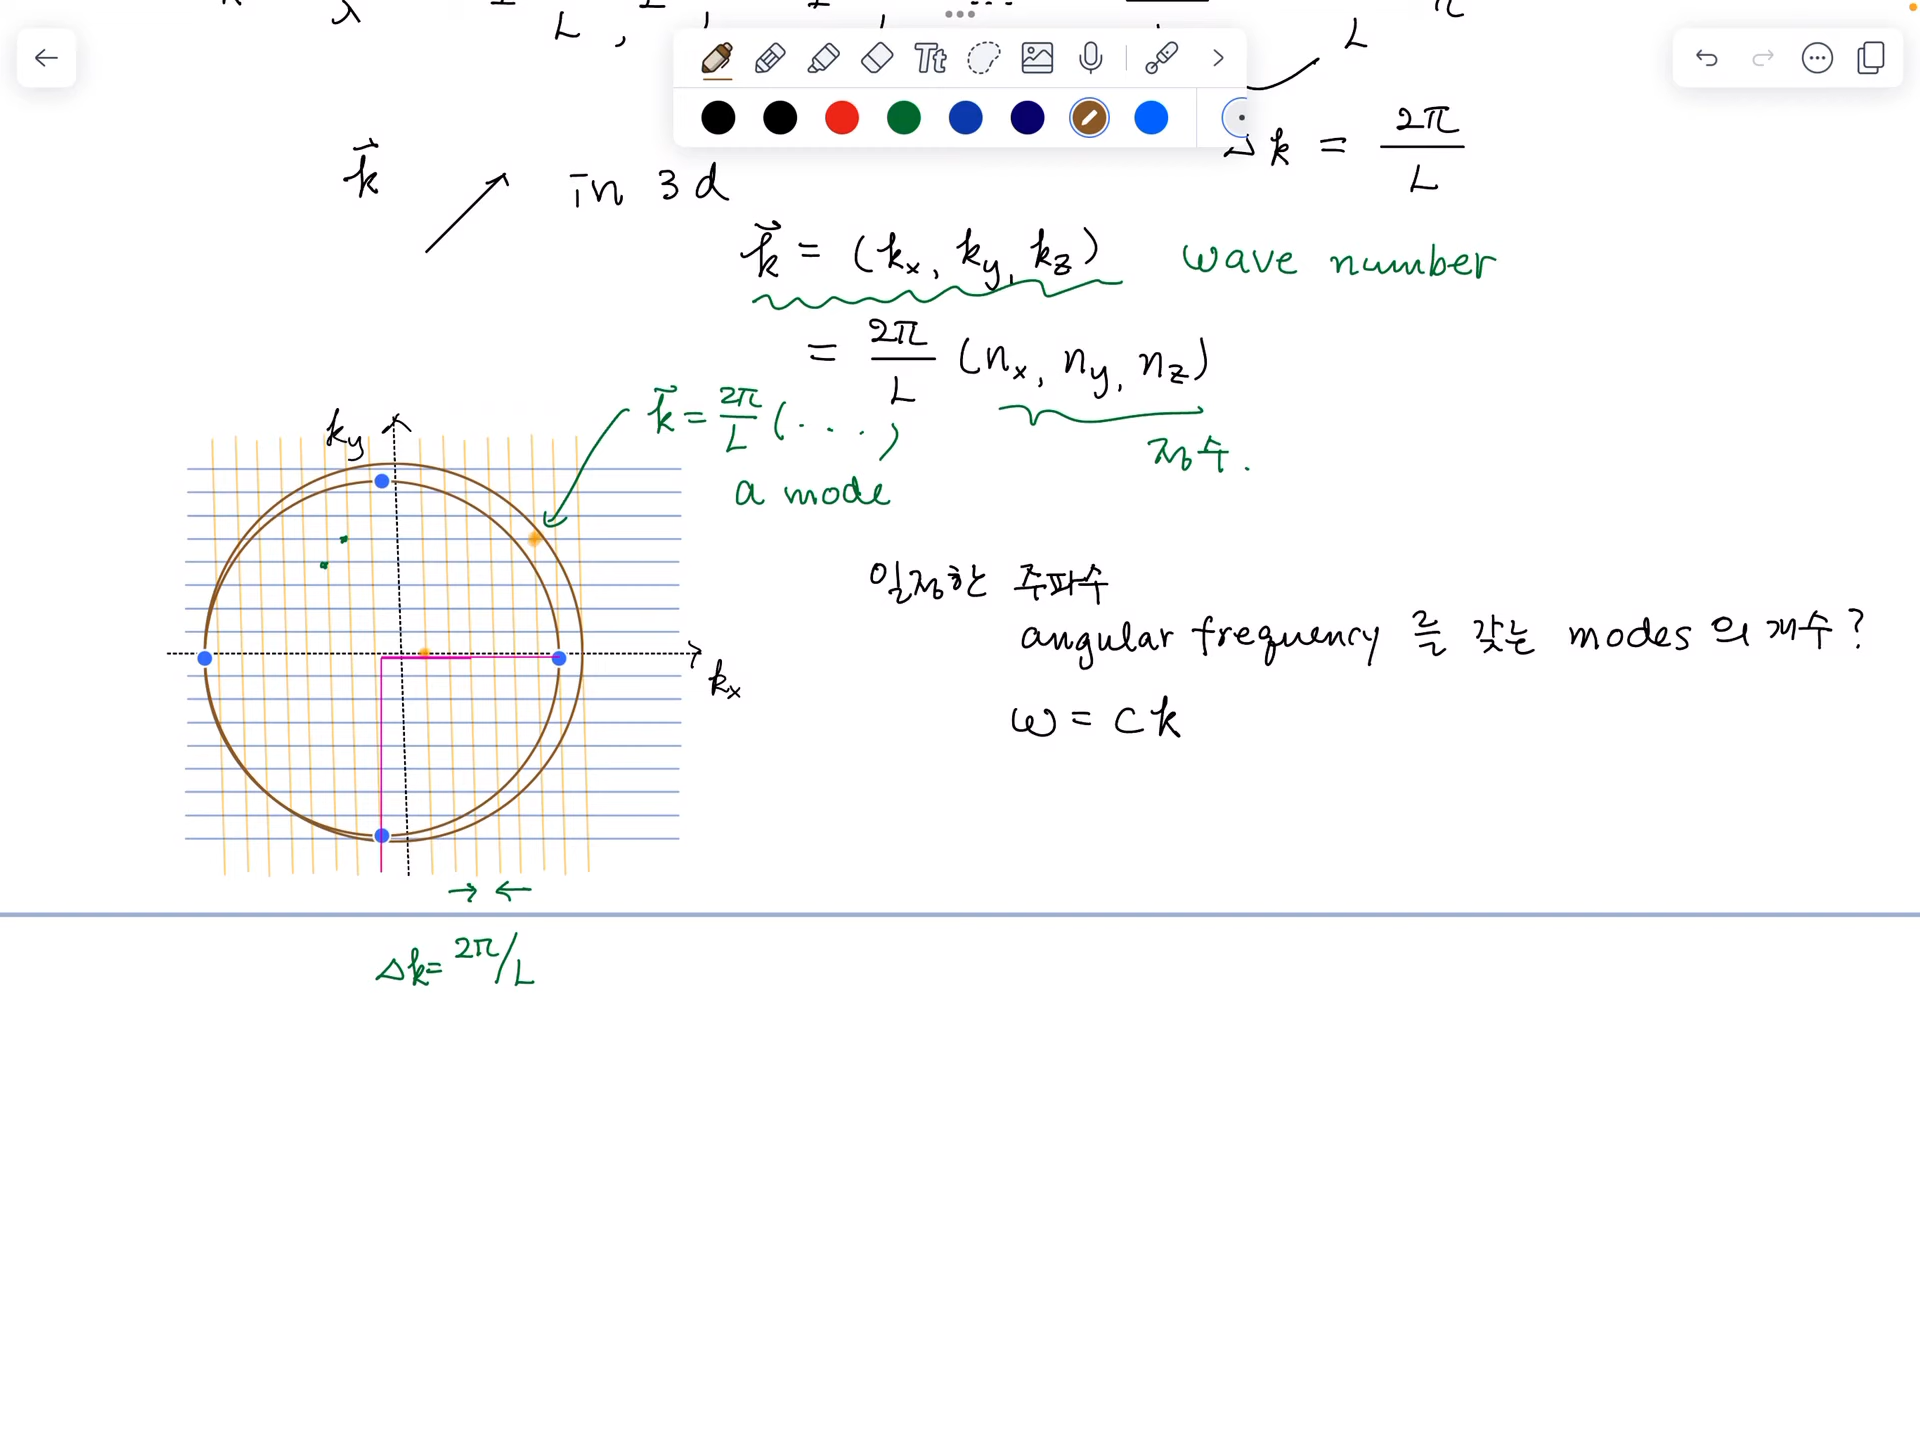 Tt
Δk = 2π/L
k⃗
in 3d
k⃗ = (kx, ky, kz) wave number
= 2π/L (nx, ny, nz)
정수.
k⃗ = 2π/L (...)
a mode
ky
kx
일정한 주파수
angular frequency 를 갖는 modes 의 개수?
ω = ck
Δk = 2π/L